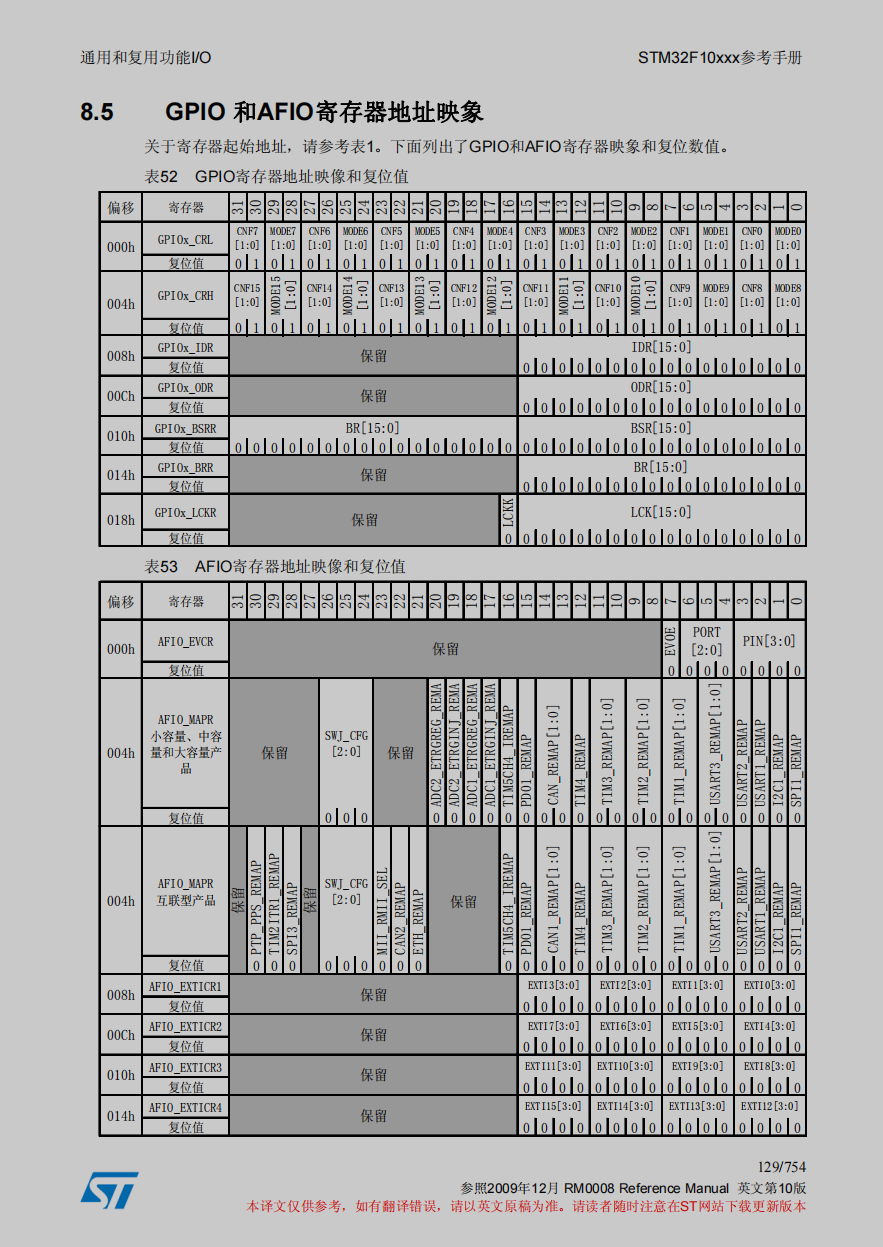 通用和复用功能I/O STM32F10xxx参考手册
8.5 GPIO 和AFIO寄存器地址映象
关于寄存器起始地址，请参考表1。下面列出了GPIO和AFIO寄存器映象和复位数值。
表52 GPIO寄存器地址映像和复位值
偏移 寄存器 31 30 29 28 27 26 25 24 23 22 21 20 19 18 17 16 15 14 13 12 11 10 9 8 7 6 5 4 3 2 1 0
000h GPIOx_CRL CNF7[1:0] MODE7[1:0] CNF6[1:0] MODE6[1:0] CNF5[1:0] MODE5[1:0] CNF4[1:0] MODE4[1:0] CNF3[1:0] MODE3[1:0] CNF2[1:0] MODE2[1:0] CNF1[1:0] MODE1[1:0] CNF0[1:0] MODE0[1:0]
复位值 0 1 0 1 0 1 0 1 0 1 0 1 0 1 0 1 0 1 0 1 0 1 0 1 0 1 0 1 0 1 0 1
004h GPIOx_CRH CNF15[1:0] MODE15[1:0] CNF14[1:0] MODE14[1:0] CNF13[1:0] MODE13[1:0] CNF12[1:0] MODE12[1:0] CNF11[1:0] MODE11[1:0] CNF10[1:0] MODE10[1:0] CNF9[1:0] MODE9[1:0] CNF8[1:0] MODE8[1:0]
复位值 0 1 0 1 0 1 0 1 0 1 0 1 0 1 0 1 0 1 0 1 0 1 0 1 0 1 0 1 0 1 0 1
008h GPIOx_IDR 保留 IDR[15:0]
复位值 0 0 0 0 0 0 0 0 0 0 0 0 0 0 0 0
00Ch GPIOx_ODR 保留 ODR[15:0]
复位值 0 0 0 0 0 0 0 0 0 0 0 0 0 0 0 0
010h GPIOx_BSRR BR[15:0] BSR[15:0]
复位值 0 0 0 0 0 0 0 0 0 0 0 0 0 0 0 0 0 0 0 0 0 0 0 0 0 0 0 0 0 0 0 0
014h GPIOx_BRR 保留 BR[15:0]
复位值 0 0 0 0 0 0 0 0 0 0 0 0 0 0 0 0
018h GPIOx_LCKR 保留 LCKK LCK[15:0]
复位值 0 0 0 0 0 0 0 0 0 0 0 0 0 0 0 0 0
表53 AFIO寄存器地址映像和复位值
偏移 寄存器 31 30 29 28 27 26 25 24 23 22 21 20 19 18 17 16 15 14 13 12 11 10 9 8 7 6 5 4 3 2 1 0
000h AFIO_EVCR 保留 EVOE PORT[2:0] PIN[3:0]
复位值 0 0 0 0 0 0 0 0
004h AFIO_MAPR 小容量、中容量和大容量产品 保留 SWJ_CFG[2:0] 保留 ADC2_ETRGREG_REMA ADC2_ETRGINJ_REMA ADC1_ETRGREG_REMA ADC1_ETRGINJ_REMA TIM5CH4_IREMAP PD01_REMAP CAN_REMAP[1:0] TIM4_REMAP TIM3_REMAP[1:0] TIM2_REMAP[1:0] TIM1_REMAP[1:0] USART3_REMAP[1:0] USART2_REMAP USART1_REMAP I2C1_REMAP SPI1_REMAP
复位值 0 0 0 0 0 0 0 0 0 0 0 0 0 0 0 0 0 0 0 0 0 0 0 0
004h AFIO_MAPR 互联型产品 保留 PTP_PPS_REMAP TIM2ITR1_REMAP SPI3_REMAP 保留 SWJ_CFG[2:0] MII_RMII_SEL CAN2_REMAP ETH_REMAP 保留 TIM5CH4_IREMAP PD01_REMAP CAN1_REMAP[1:0] TIM4_REMAP TIM3_REMAP[1:0] TIM2_REMAP[1:0] TIM1_REMAP[1:0] USART3_REMAP[1:0] USART2_REMAP USART1_REMAP I2C1_REMAP SPI1_REMAP
复位值 0 0 0 0 0 0 0 0 0 0 0 0 0 0 0 0 0 0 0 0 0 0 0 0 0 0
008h AFIO_EXTICR1 保留 EXTI3[3:0] EXTI2[3:0] EXTI1[3:0] EXTI0[3:0]
复位值 0 0 0 0 0 0 0 0 0 0 0 0 0 0 0 0
00Ch AFIO_EXTICR2 保留 EXTI7[3:0] EXTI6[3:0] EXTI5[3:0] EXTI4[3:0]
复位值 0 0 0 0 0 0 0 0 0 0 0 0 0 0 0 0
010h AFIO_EXTICR3 保留 EXTI11[3:0] EXTI10[3:0] EXTI9[3:0] EXTI8[3:0]
复位值 0 0 0 0 0 0 0 0 0 0 0 0 0 0 0 0
014h AFIO_EXTICR4 保留 EXTI15[3:0] EXTI14[3:0] EXTI13[3:0] EXTI12[3:0]
复位值 0 0 0 0 0 0 0 0 0 0 0 0 0 0 0 0
129/754
ST 参照2009年12月 RM0008 Reference Manual 英文第10版
本译文仅供参考，如有翻译错误，请以英文原稿为准。请读者随时注意在ST网站下载更新版本